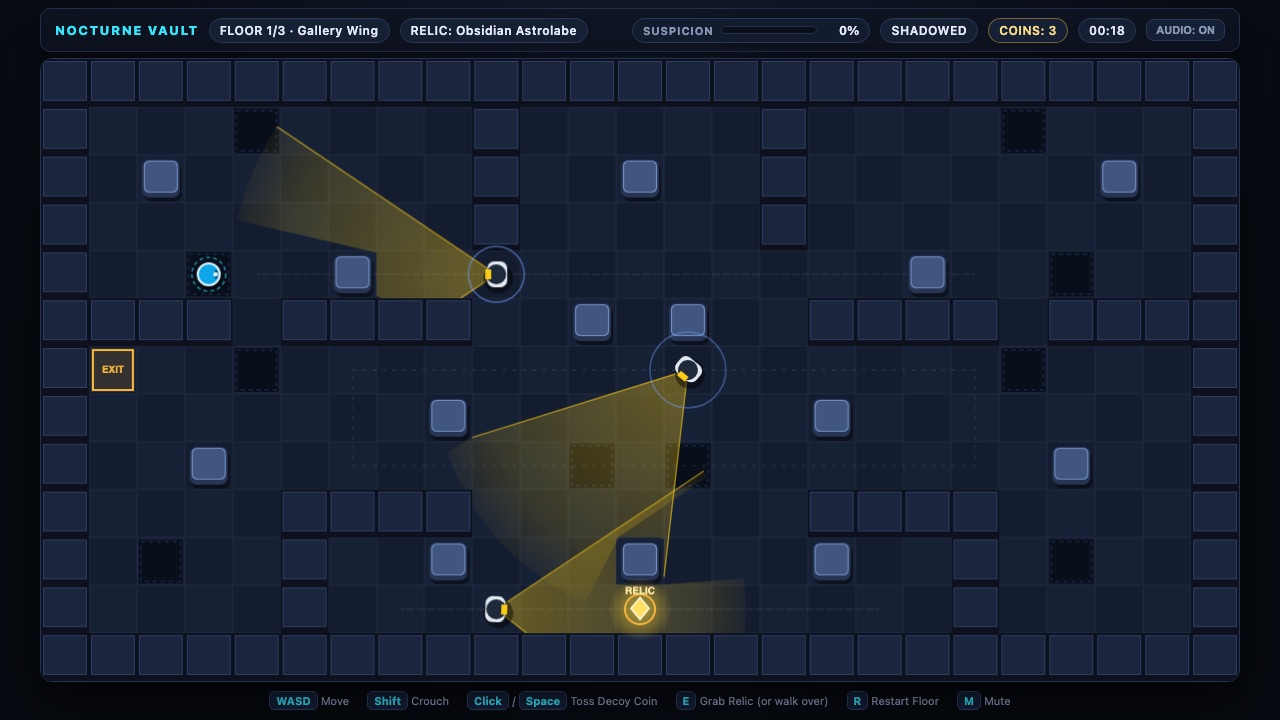 NOCTURNE VAULT FLOOR 1/3 · Gallery Wing RELIC: Obsidian Astrolabe SUSPICION 0% SHADOWED COINS: 3 00:18 AUDIO: ON
EXIT
RELIC
WASD Move Shift Crouch Click / Space Toss Decoy Coin E Grab Relic (or walk over) R Restart Floor M Mute